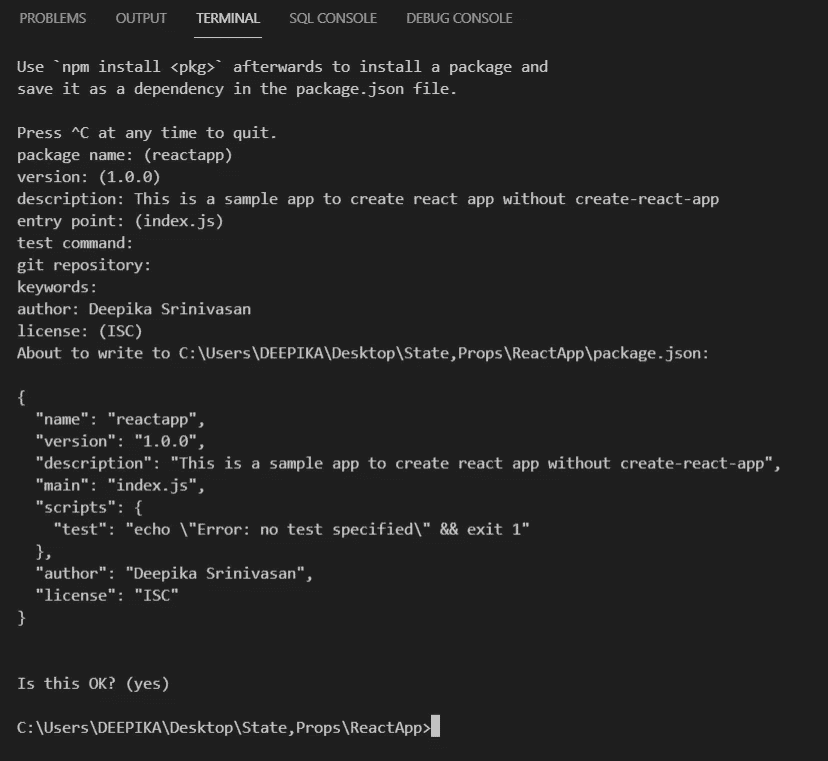 PROBLEMS OUTPUT TERMINAL SQL CONSOLE DEBUG CONSOLE
Use `npm install <pkg>` afterwards to install a package and
save it as a dependency in the package.json file.
Press ^C at any time to quit.
package name: (reactapp)
version: (1.0.0)
description: This is a sample app to create react app without create-react-app
entry point: (index.js)
test command:
git repository:
keywords:
author: Deepika Srinivasan
license: (ISC)
About to write to C:\Users\DEEPIKA\Desktop\State,Props\ReactApp\package.json:
{
  "name": "reactapp",
  "version": "1.0.0",
  "description": "This is a sample app to create react app without create-react-app",
  "main": "index.js",
  "scripts": {
    "test": "echo \"Error: no test specified\" && exit 1"
  },
  "author": "Deepika Srinivasan",
  "license": "ISC"
}
Is this OK? (yes)
C:\Users\DEEPIKA\Desktop\State,Props\ReactApp>